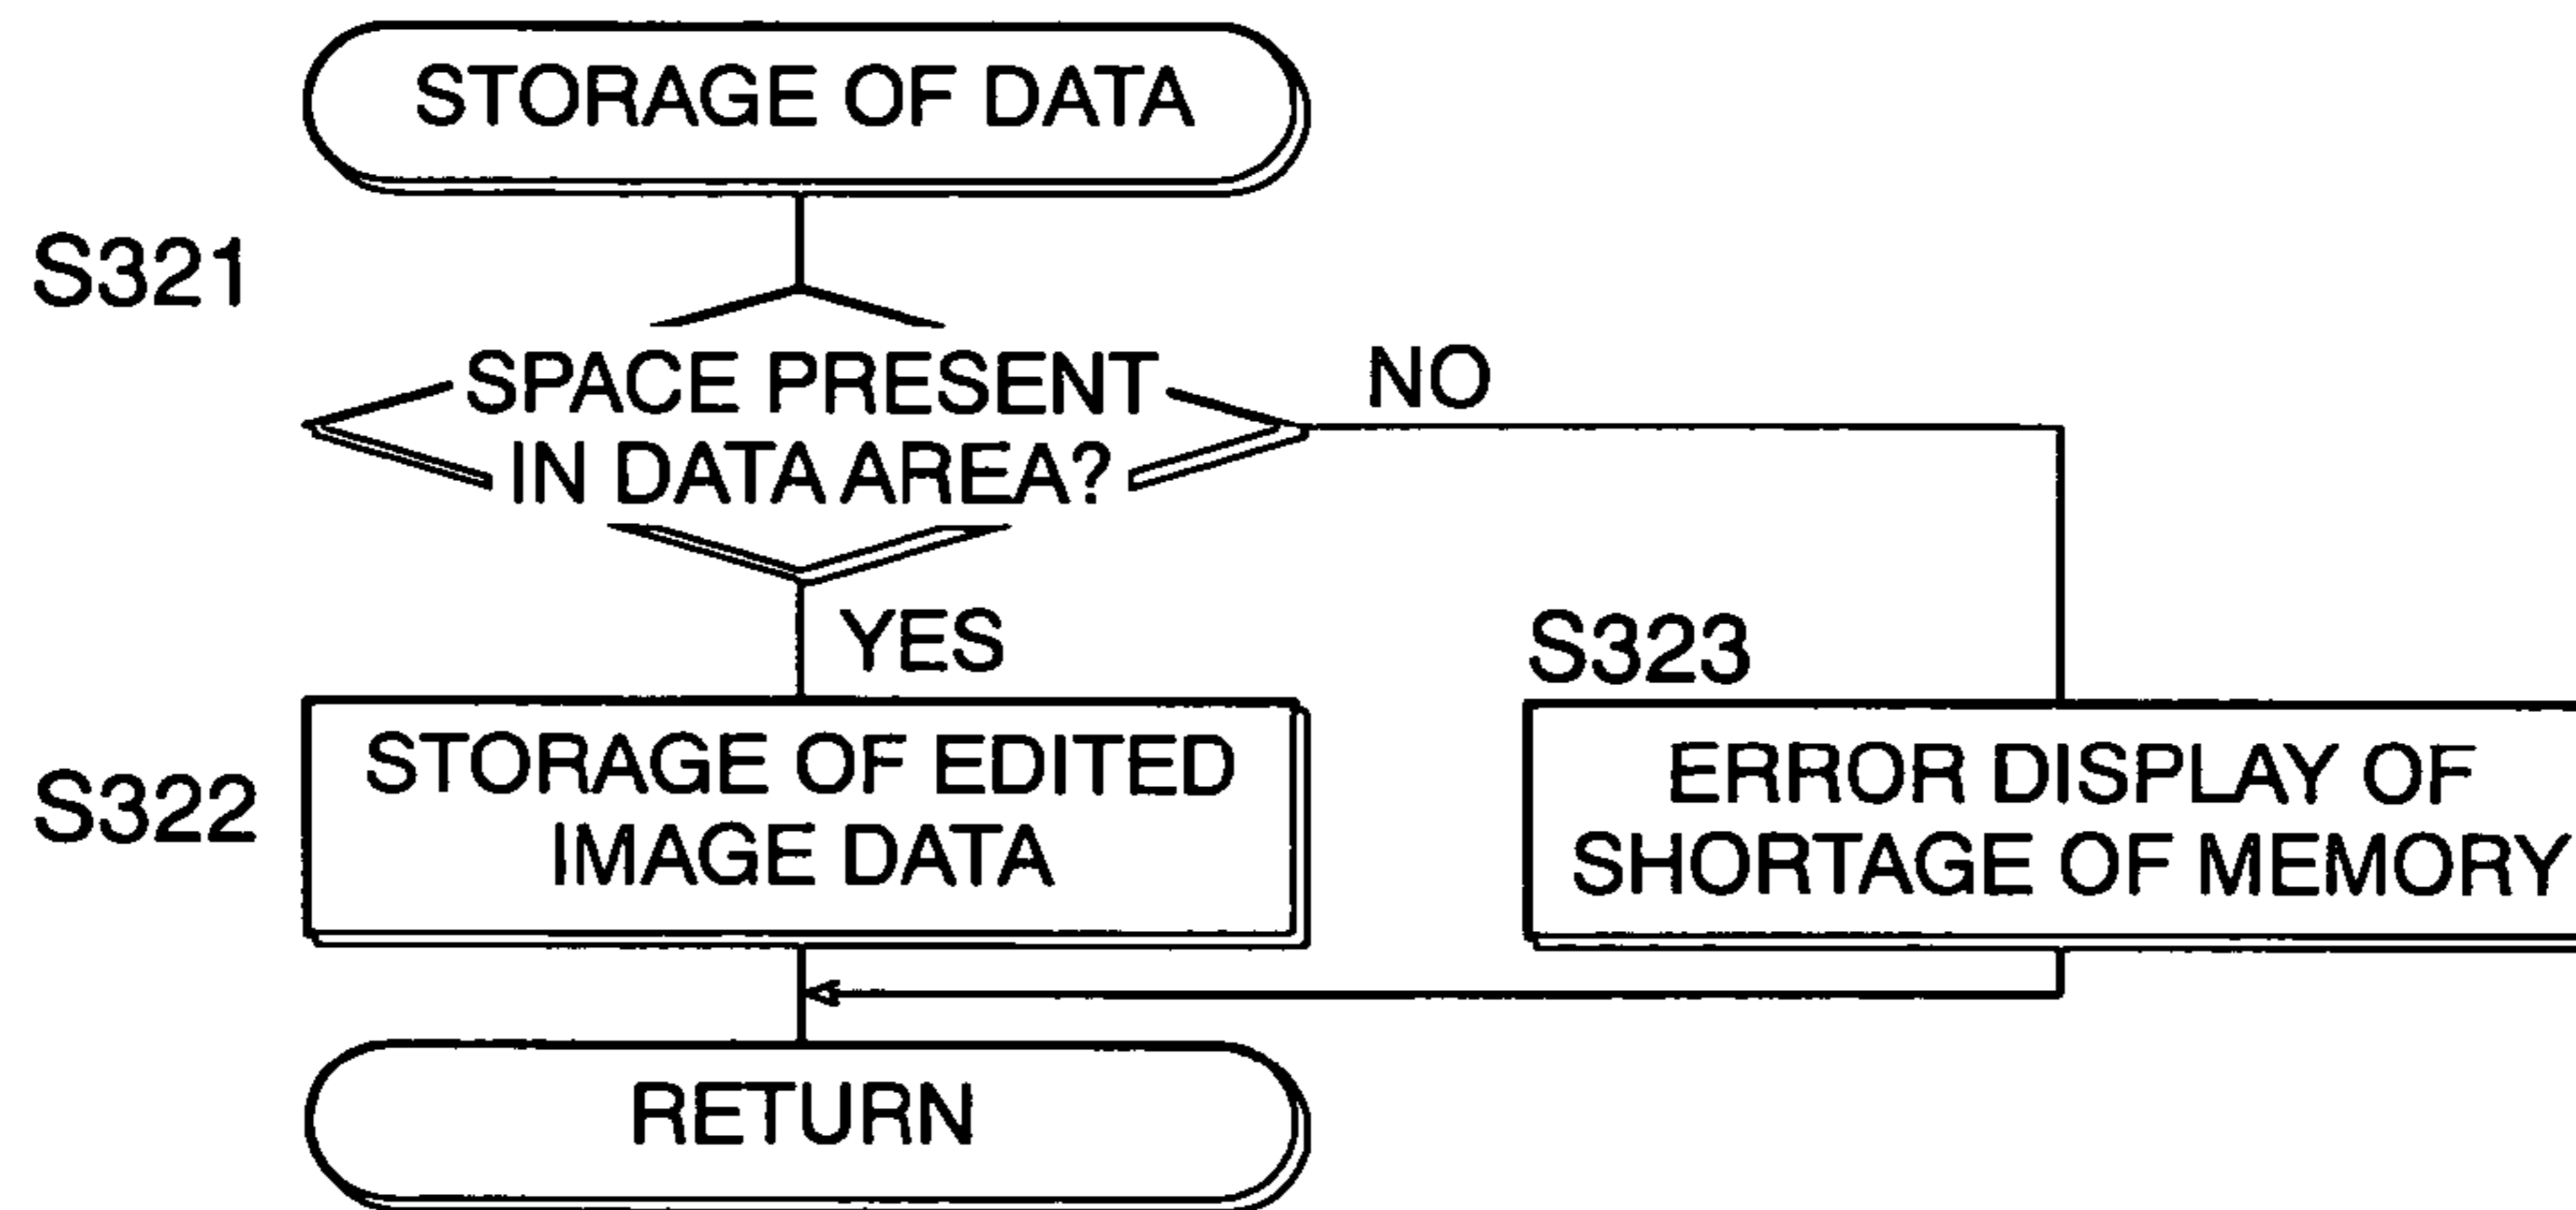 STORAGE OF DATA
S321
SPACE PRESENT
IN DATA AREA?
NO
YES
S322
STORAGE OF EDITED
IMAGE DATA
S323
ERROR DISPLAY OF
SHORTAGE OF MEMORY
RETURN